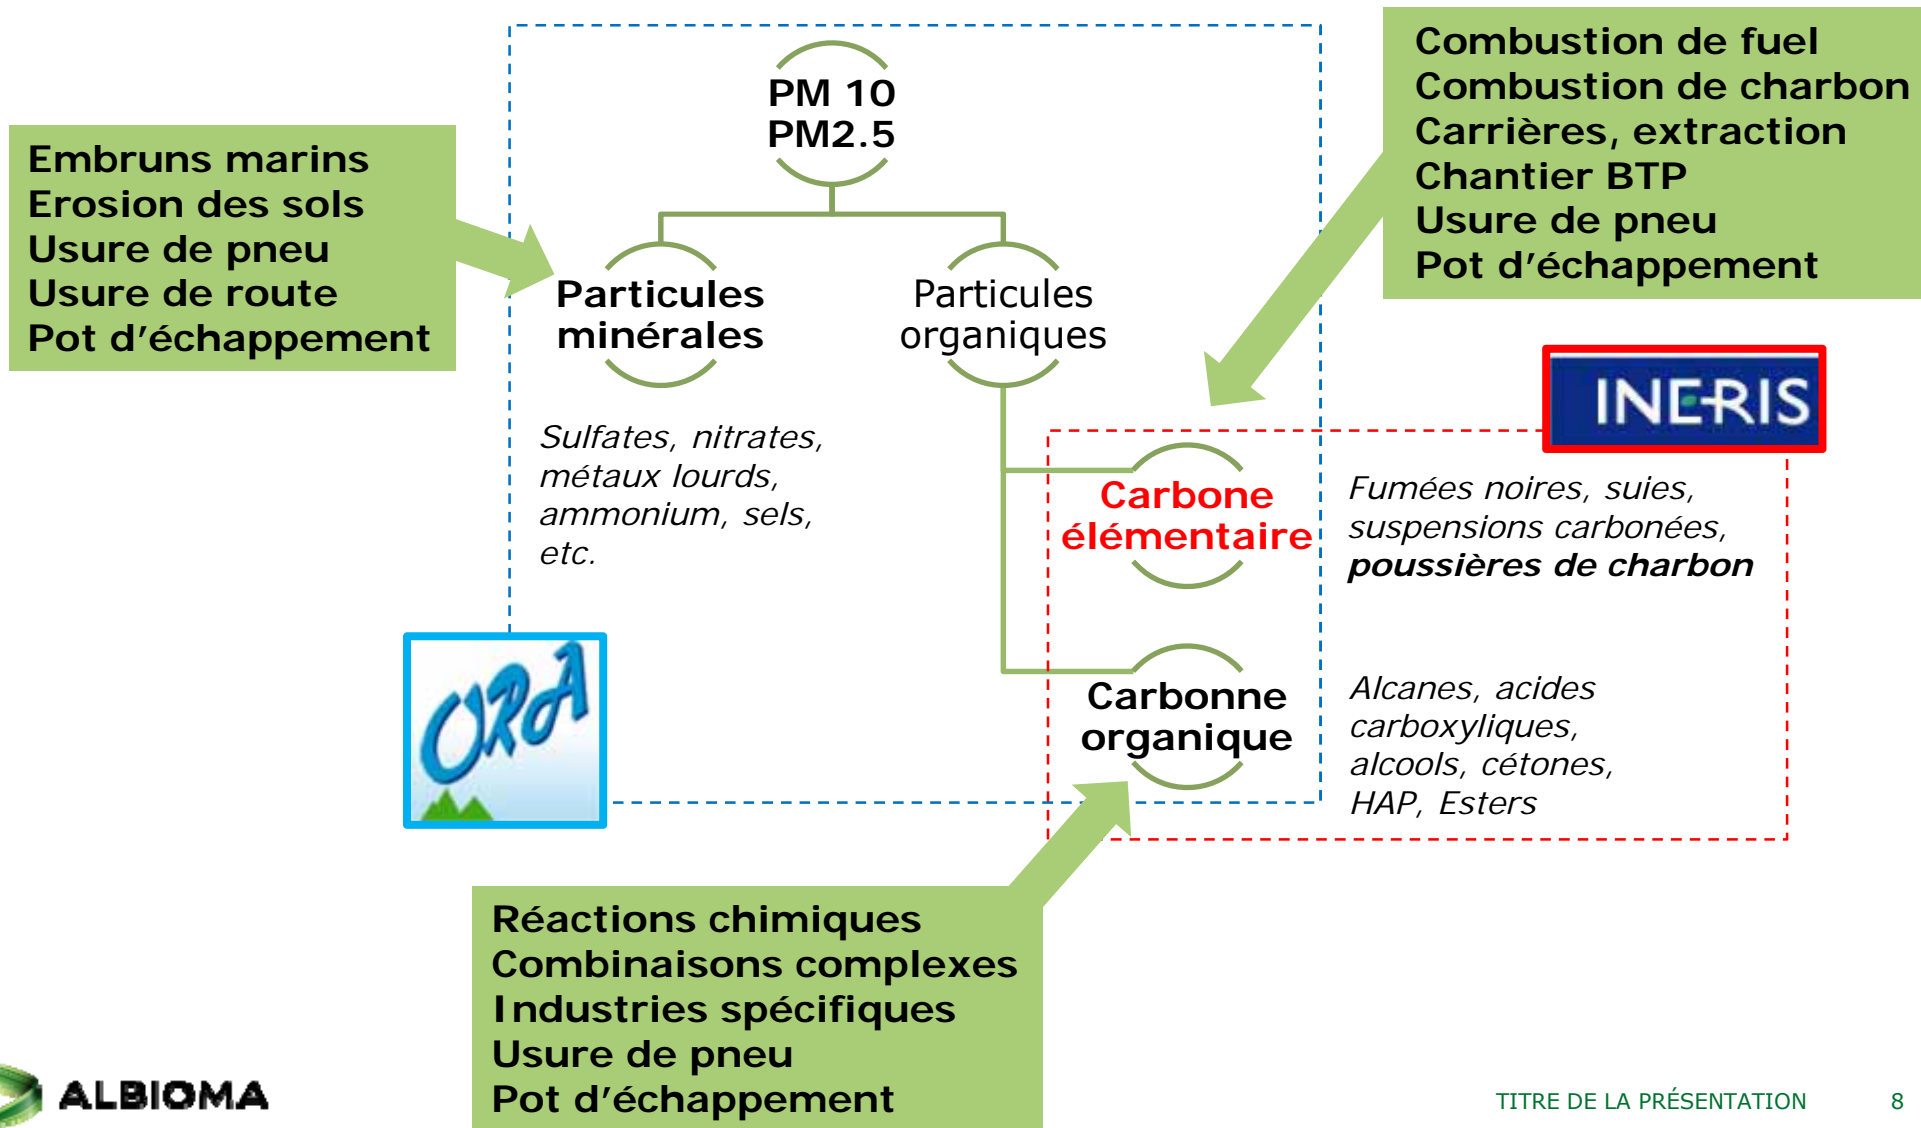 PM 10
PM2.5
Embruns marins
Erosion des sols
Usure de pneu
Usure de route
Pot d'échappement
Combustion de fuel
Combustion de charbon
Carrières, extraction
Chantier BTP
Usure de pneu
Pot d'échappement
Particules
minérales
Particules
organiques
INERIS
Sulfates, nitrates,
métaux lourds,
ammonium, sels,
etc.
Carbone
élémentaire
Fumées noires, suies,
suspensions carbonées,
poussières de charbon
ORA
Carbonne
organique
Alcanes, acides
carboxyliques,
alcools, cétones,
HAP, Esters
Réactions chimiques
Combinaisons complexes
Industries spécifiques
Usure de pneu
Pot d'échappement
ALBIOMA
TITRE DE LA PRÉSENTATION 8